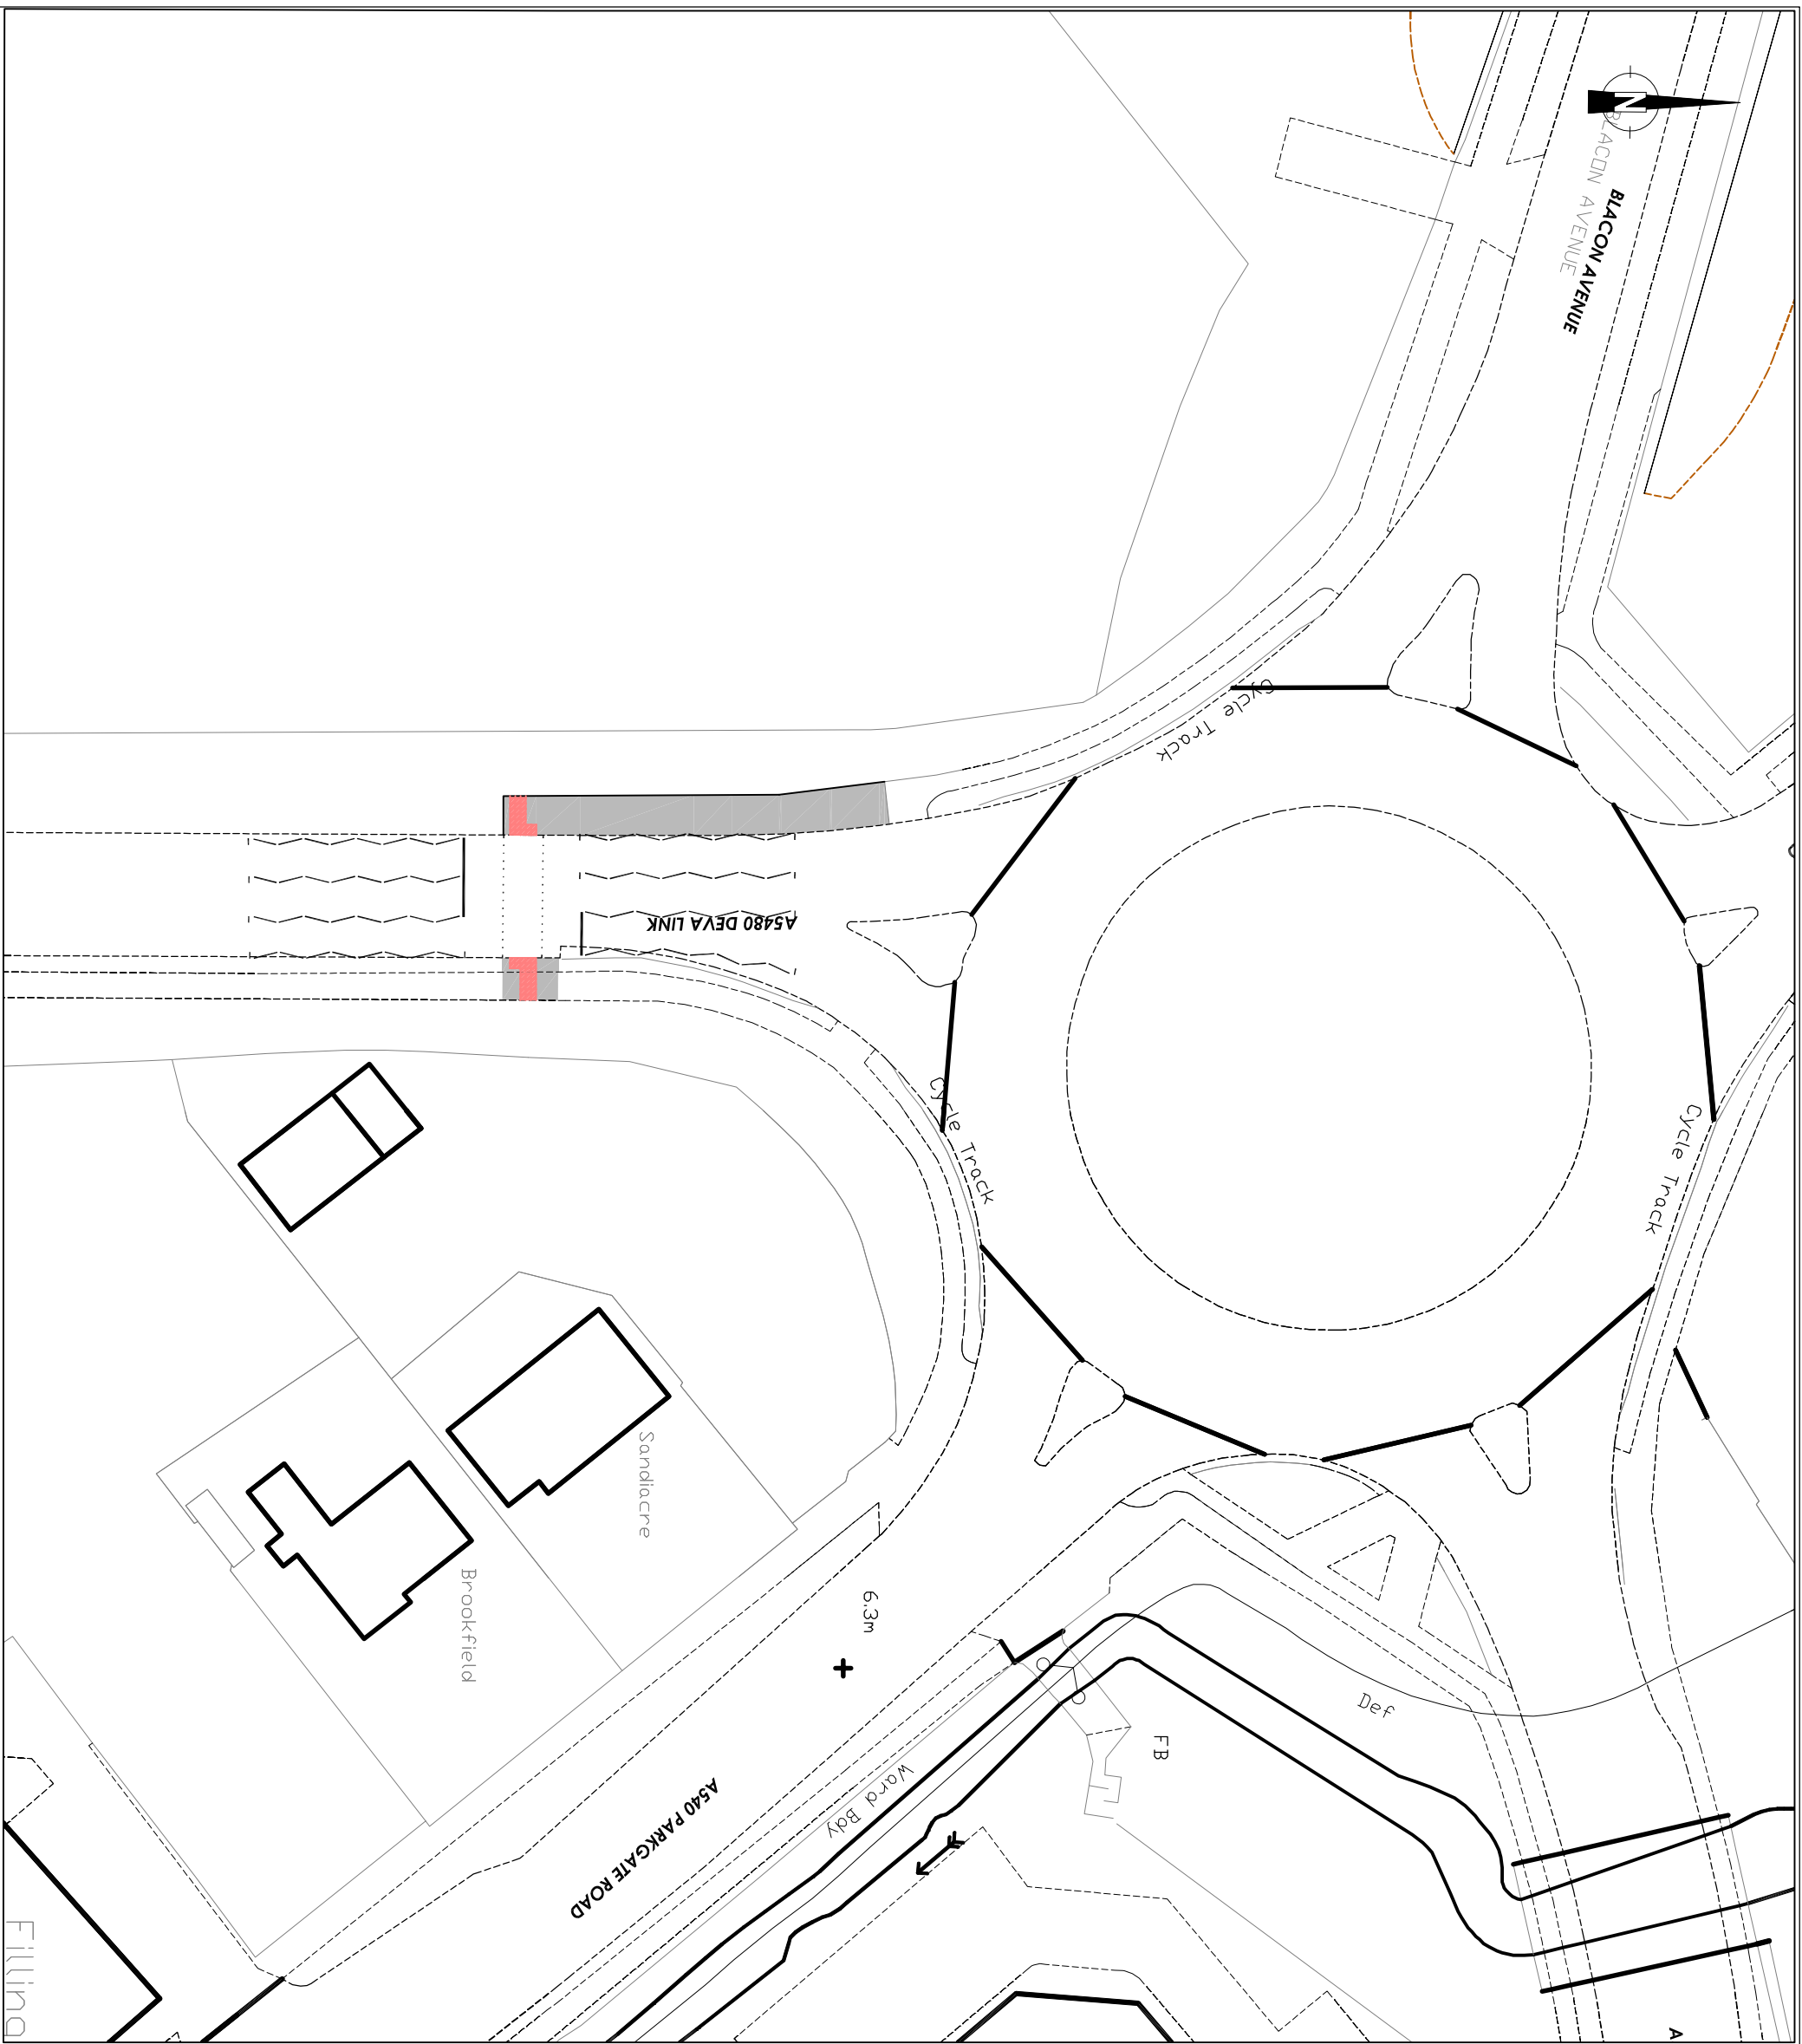 N
BLACON AVENUE
BLACON AVENUE
Cycle Track
A5480 DEVA LINK
Cycle Track
Cycle Track
Sandiacre
Brookfield
6.3m
Def
FB
Ward Bdy
A540 PARKGATE ROAD
Filling
A